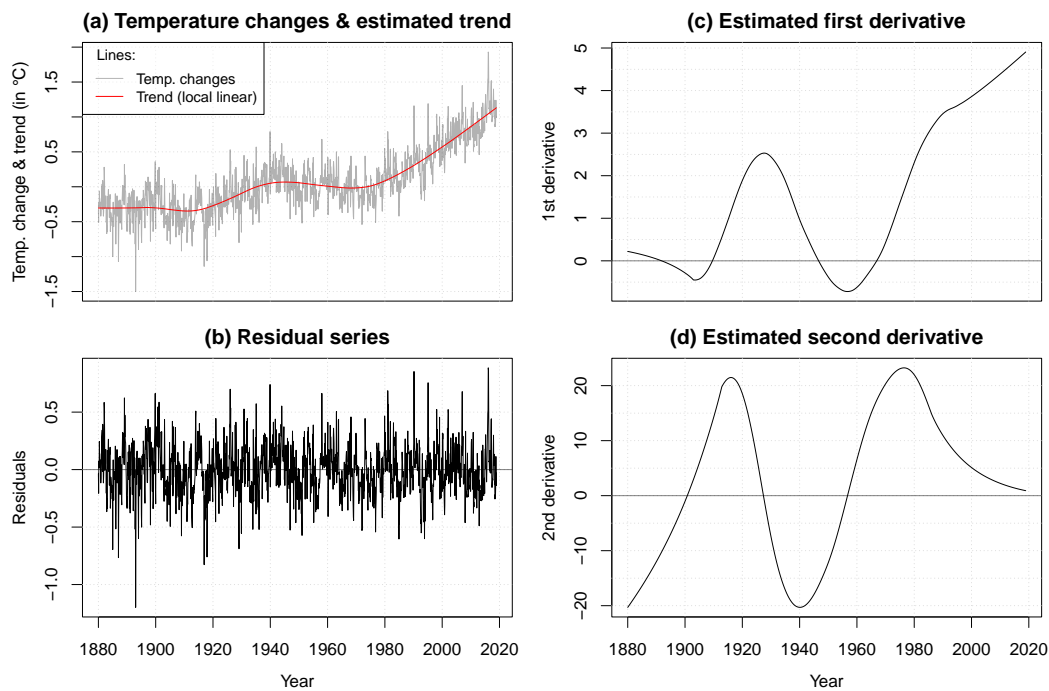 (a) Temperature changes & estimated trend
Temp. change & trend (in °C)
1.5
0.5
−0.5
−1.5
Lines:
Temp. changes
Trend (local linear)
(c) Estimated first derivative
1st derivative
5
4
3
2
1
0
(b) Residual series
Residuals
0.5
0.0
−0.5
−1.0
1880 1900 1920 1940 1960 1980 2000 2020
Year
(d) Estimated second derivative
2nd derivative
20
10
0
−10
−20
1880 1900 1920 1940 1960 1980 2000 2020
Year